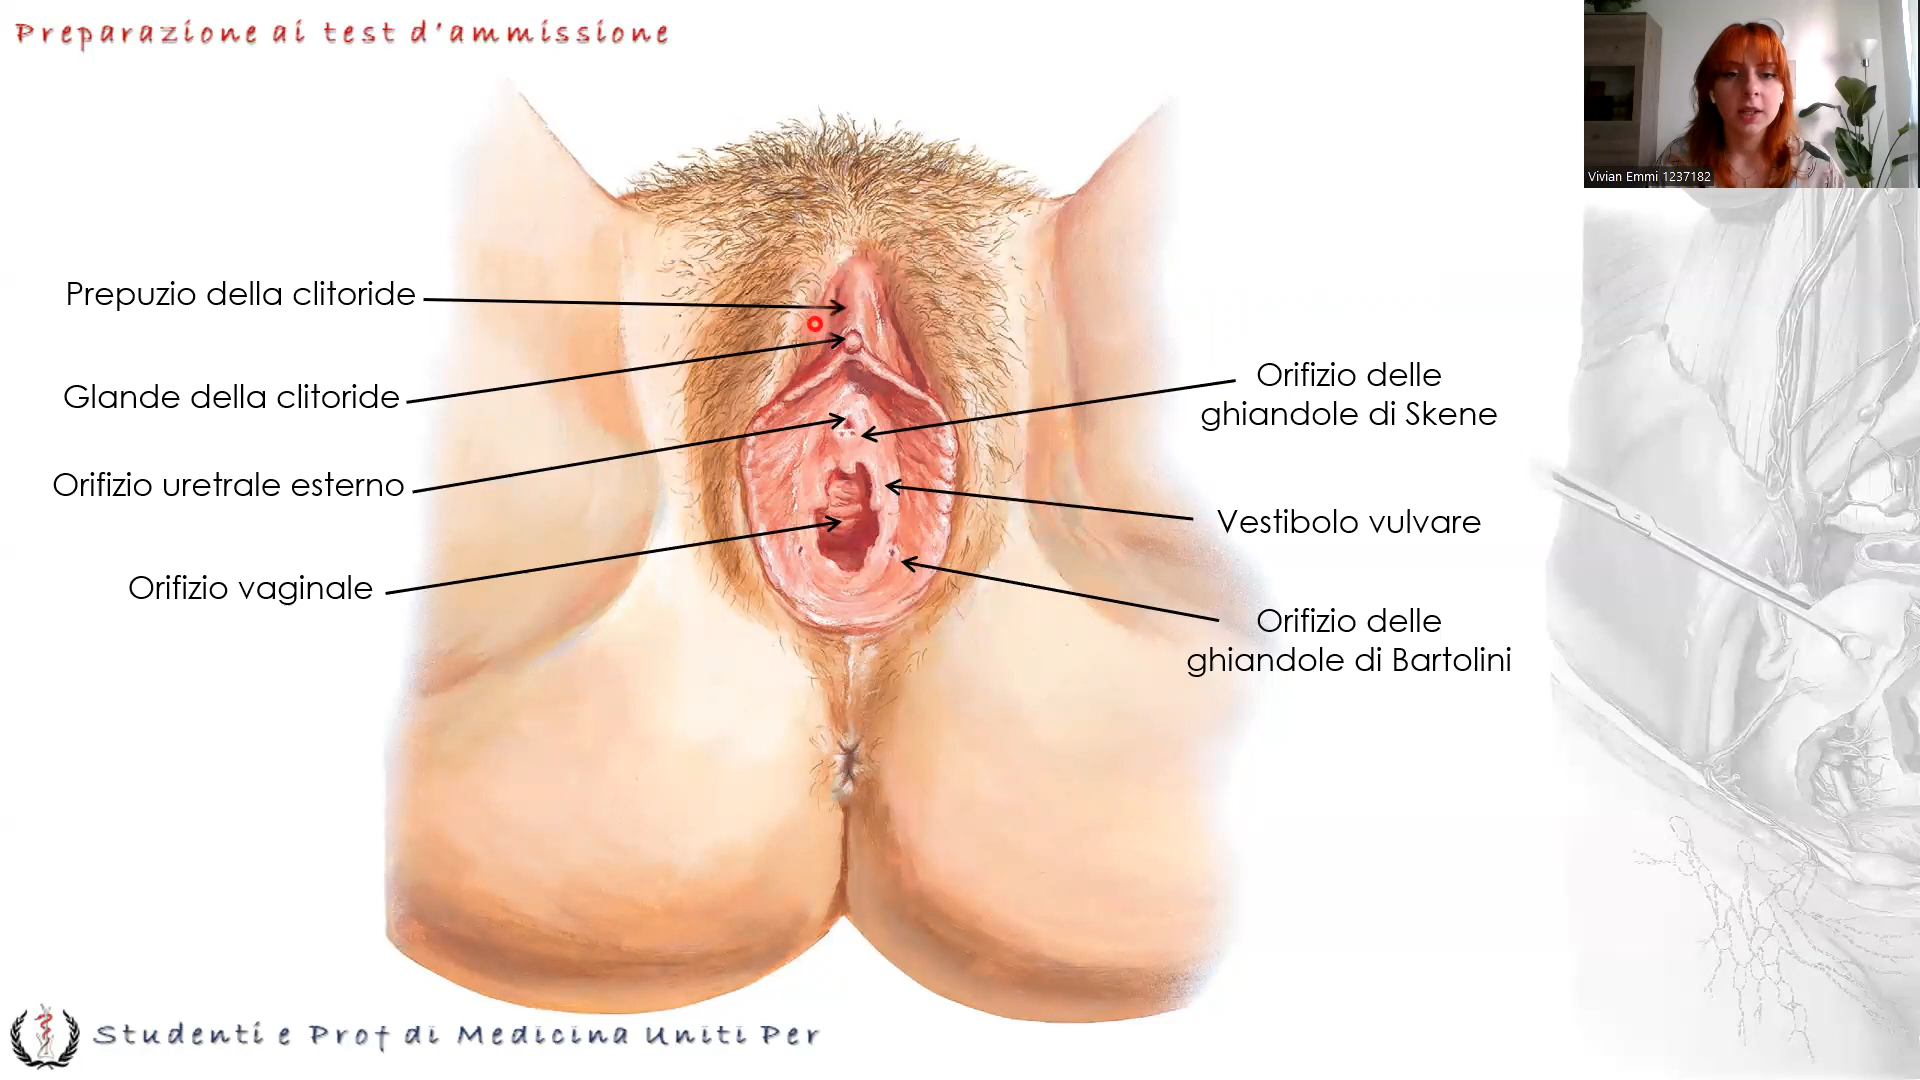 Preparazione ai test d'ammissione
Vivian Emmi 1237182
Prepuzio della clitoride
Glande della clitoride
Orifizio uretrale esterno
Orifizio vaginale
Orifizio delle
ghiandole di Skene
Vestibolo vulvare
Orifizio delle
ghiandole di Bartolini
Studenti e Prof di Medicina Uniti Per